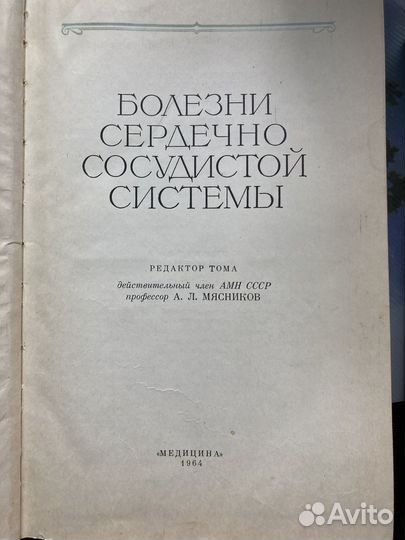 БОЛЕЗНИ
СЕРДЕЧНО
СОСУДИСТОЙ
СИСТЕМЫ
РЕДАКТОР ТОМА
действительный член АМН СССР
профессор А. Л. МЯСНИКОВ
«МЕДИЦИНА»
1964
Avito